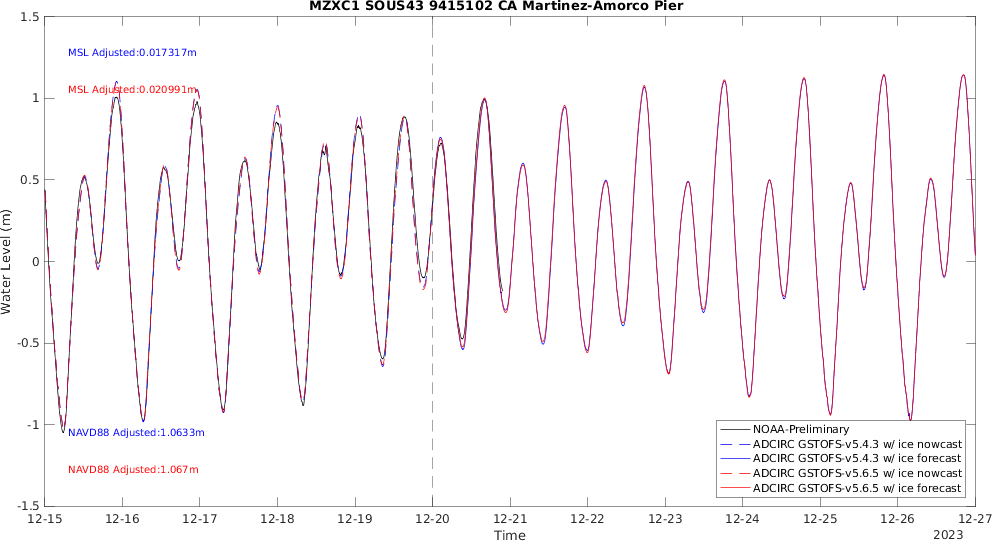 MZXC1 SOUS43 9415102 CA Martinez-Amorco Pier
1.5
1
0.5
0
-0.5
-1
-1.5
Water Level (m)
MSL Adjusted:0.017317m
MSL Adjusted:0.020991m
NAVD88 Adjusted:1.0633m
NAVD88 Adjusted:1.067m
NOAA-Preliminary
ADCIRC GSTOFS-v5.4.3 w/ ice nowcast
ADCIRC GSTOFS-v5.4.3 w/ ice forecast
ADCIRC GSTOFS-v5.6.5 w/ ice nowcast
ADCIRC GSTOFS-v5.6.5 w/ ice forecast
12-15 12-16 12-17 12-18 12-19 12-20 12-21 12-22 12-23 12-24 12-25 12-26 12-27
Time
2023